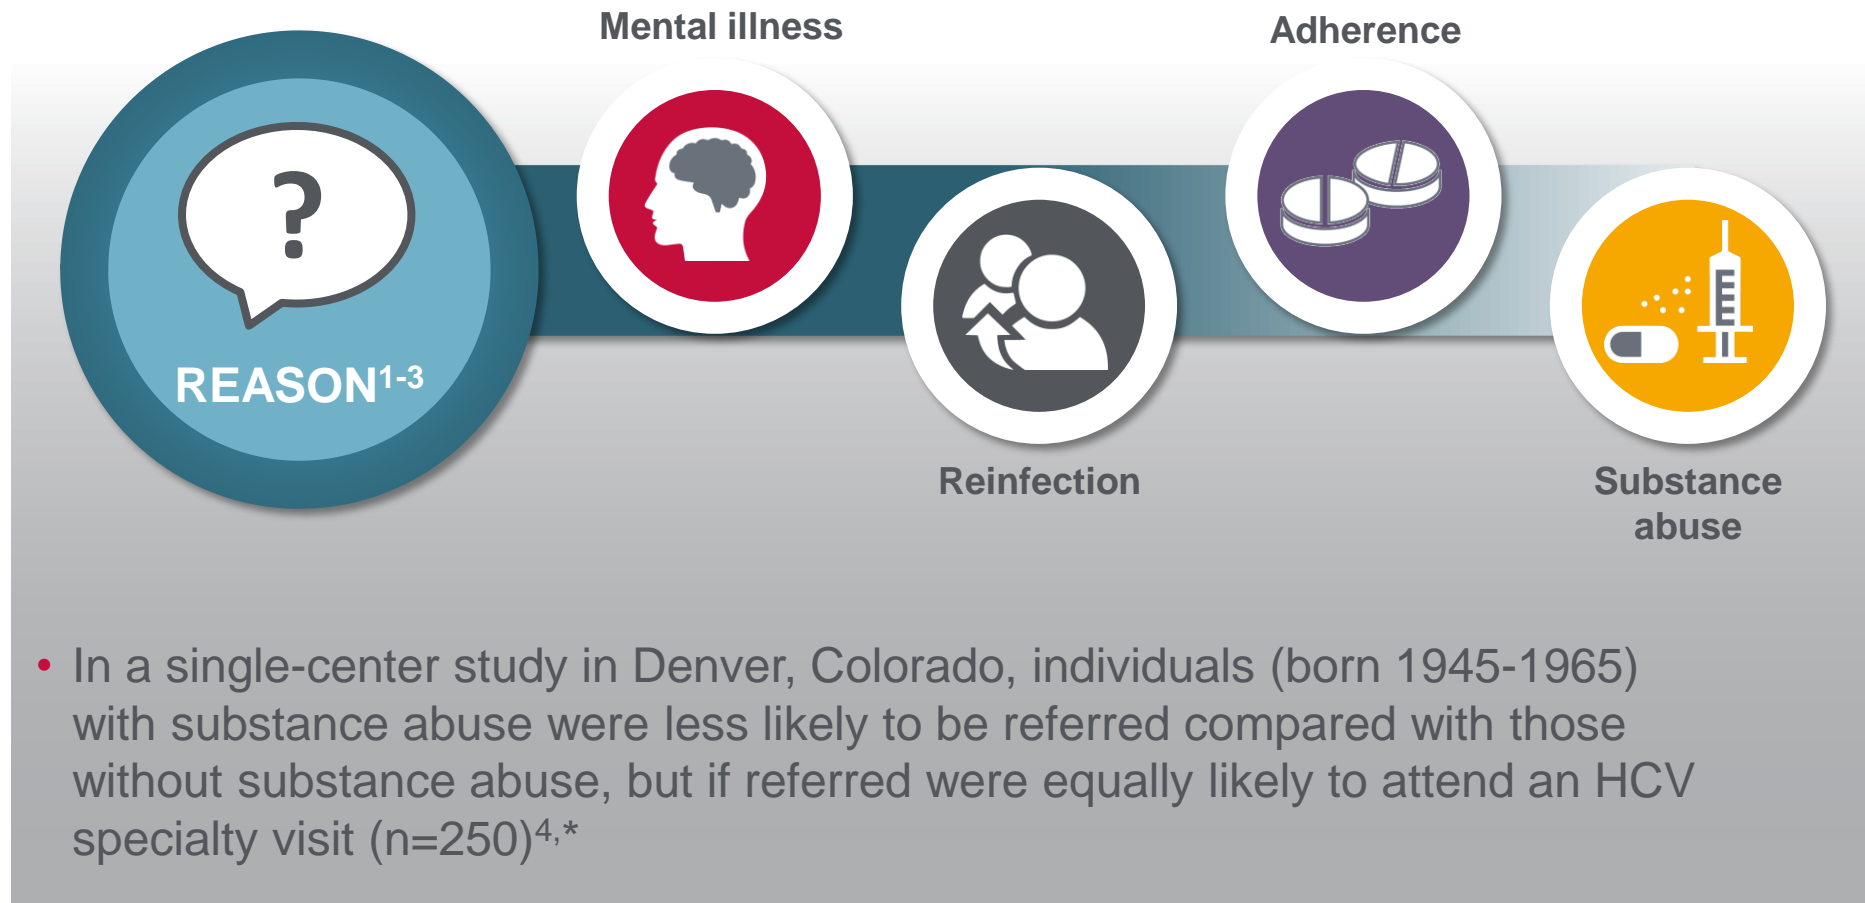 Mental illness
Adherence
?
REASON¹⁻³
Reinfection
Substance
abuse
• In a single-center study in Denver, Colorado, individuals (born 1945-1965)
with substance abuse were less likely to be referred compared with those
without substance abuse, but if referred were equally likely to attend an HCV
specialty visit (n=250)⁴,*